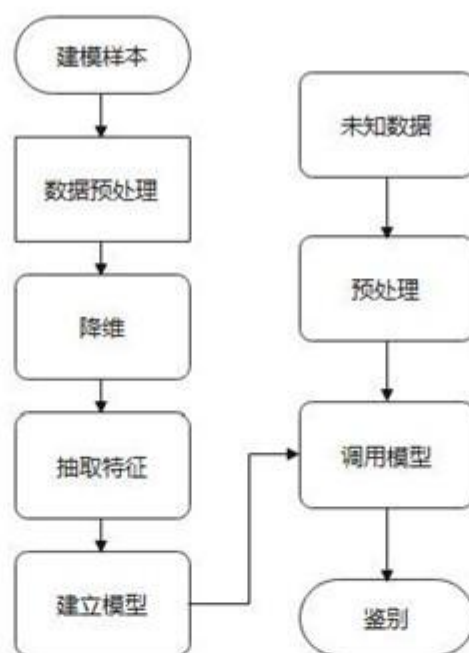 建模样本
数据预处理
降维
抽取特征
建立模型
未知数据
预处理
调用模型
鉴别